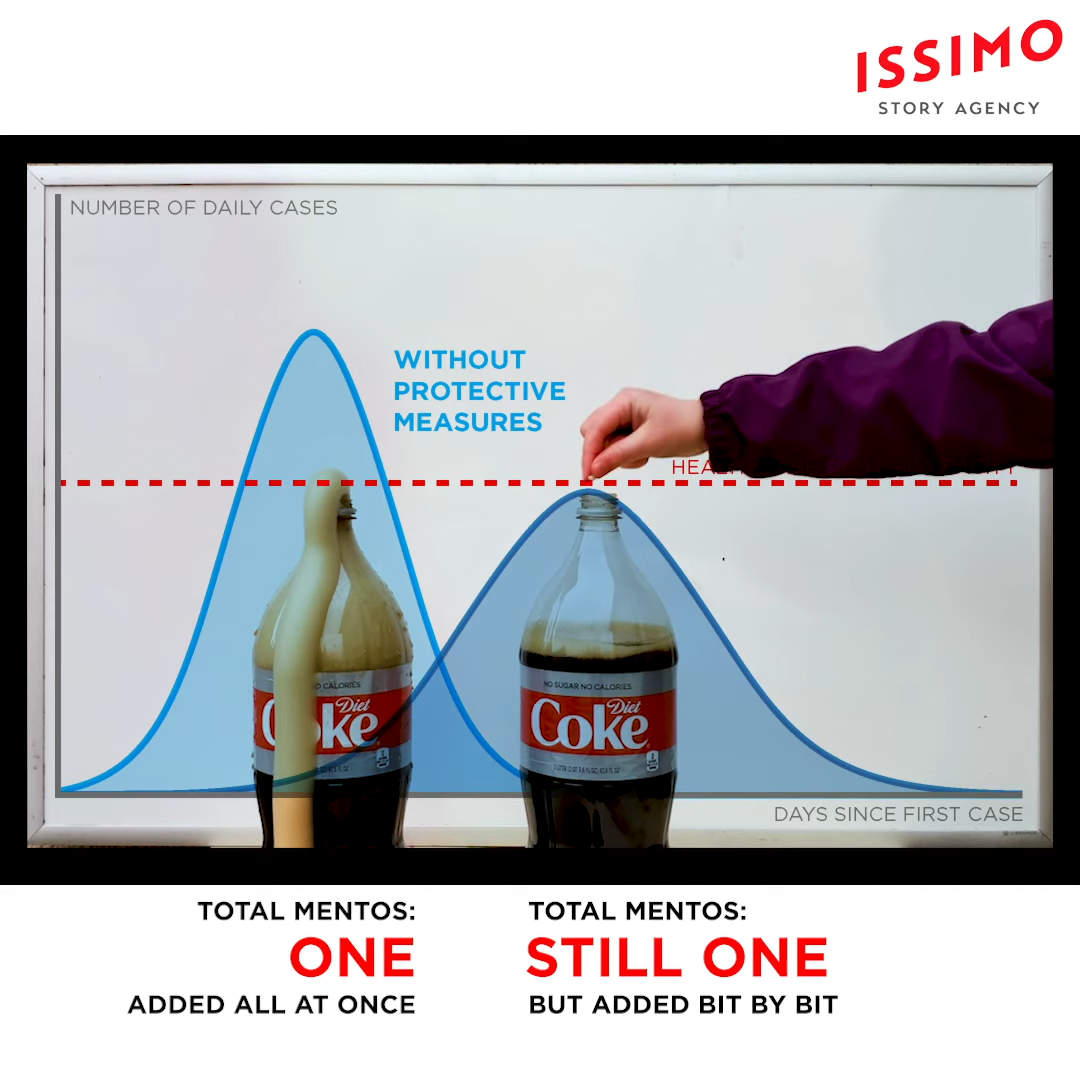 ISSIMO
STORY AGENCY
NUMBER OF DAILY CASES
WITHOUT
PROTECTIVE
MEASURES
NO CALORIES
Diet
Coke
NO SUGAR NO CALORIES
Diet
Coke
DAYS SINCE FIRST CASE
TOTAL MENTOS:
ONE
ADDED ALL AT ONCE
TOTAL MENTOS:
STILL ONE
BUT ADDED BIT BY BIT